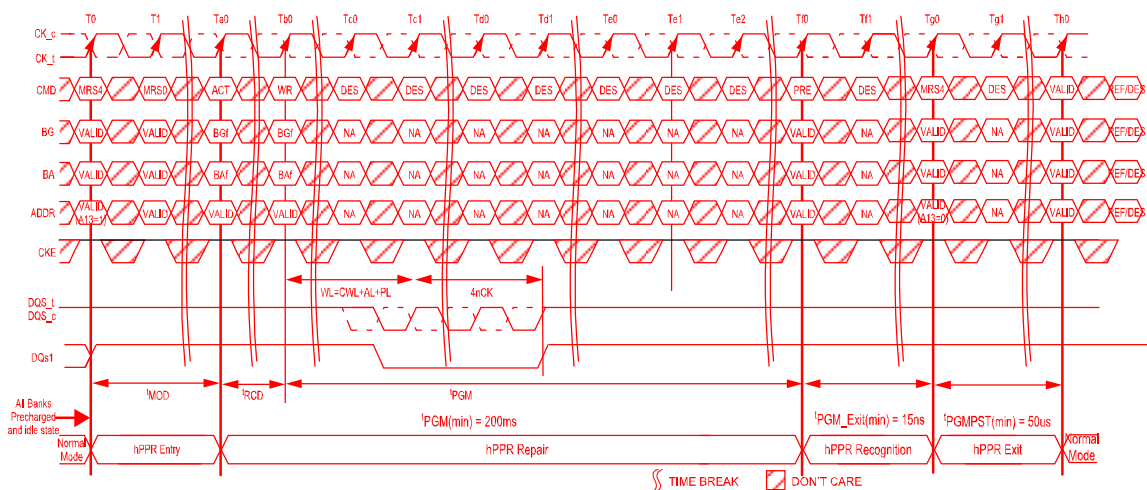 T0 T1 Ta0 Tb0 Tc0 Tc1 Td0 Td1 Te0 Te1 Te2 Tf0 Tf1 Tg0 Tg1 Th0
CK_c
CK_t
CMD MRS4 MRS0 ACT WR DES DES DES DES DES DES DES PRE DES MRS4 DES VALID REF/DES
BG VALID VALID BGf BGf NA NA NA NA NA NA NA VALID NA VALID NA VALID REF/DES
BA VALID VALID BAf BAf NA NA NA NA NA NA NA VALID NA VALID NA VALID REF/DES
ADDR VALID (A13=1) VALID VALID VALID NA NA NA NA NA NA NA VALID NA VALID (A13=0) NA VALID REF/DES
CKE
WL=CWL+AL+PL 4nCK
DQS_t
DQS_c
DQs1
tMOD tRCD tPGM
All Banks
Precharged
and idle state
tPGM(min) = 200ms tPGM_Exit(min) = 15ns tPGMPST(min) = 50us
Normal
Mode
hPPR Entry hPPR Repair hPPR Recognition hPPR Exit
Normal
Mode
TIME BREAK DON'T CARE